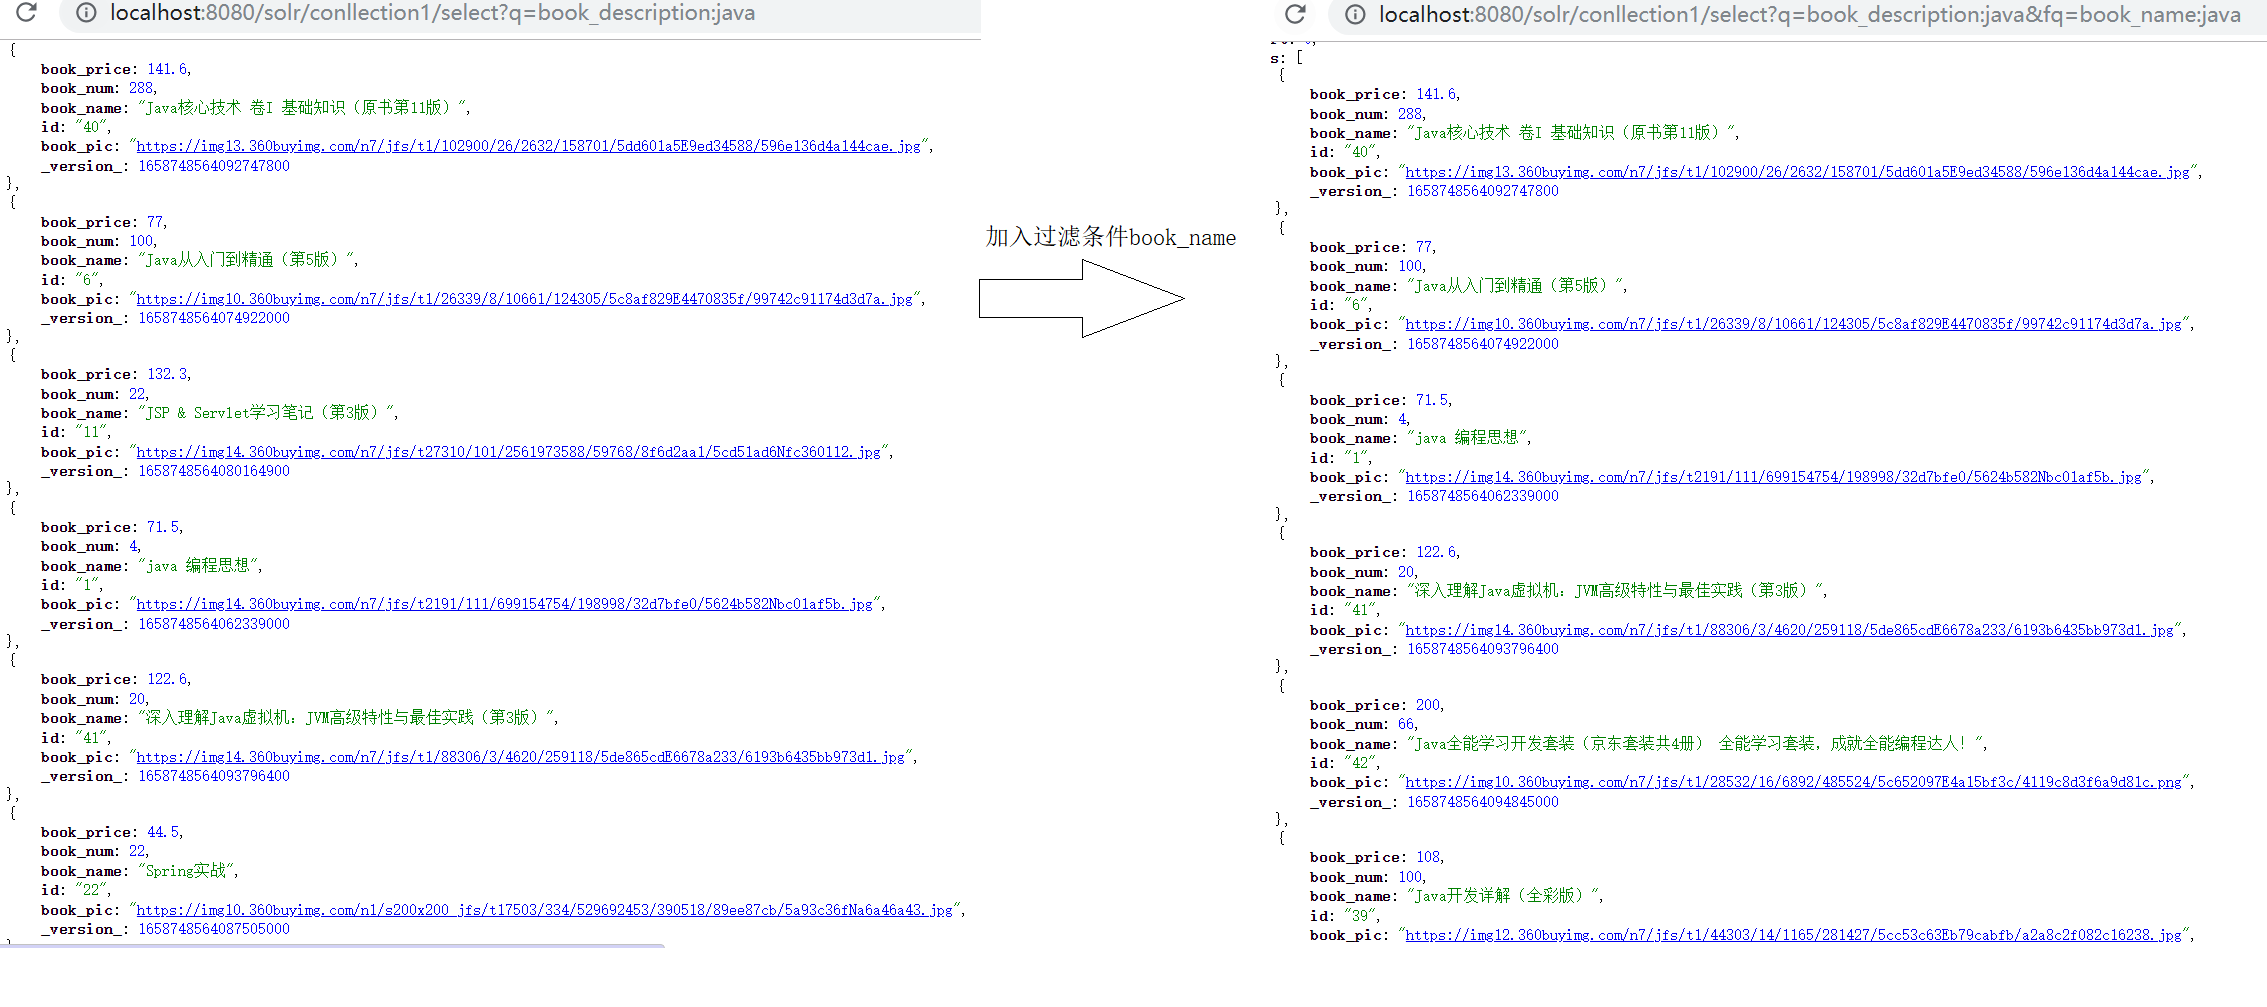 localhost:8080/solr/conllection1/select?q=book_description:java
{
book_price: 141.6,
book_num: 288,
book_name: "Java核心技术 卷I 基础知识（原书第11版）",
id: "40",
book_pic: "https://img13.360buyimg.com/n7/jfs/t1/102900/26/2632/158701/5dd601a5E9ed34588/596e136d4a144cae.jpg",
_version_: 1658748564092747800
},
{
book_price: 77,
book_num: 100,
book_name: "Java从入门到精通（第5版）",
id: "6",
book_pic: "https://img10.360buyimg.com/n7/jfs/t1/26339/8/10661/124305/5c8af829E4470835f/99742c91174d3d7a.jpg",
_version_: 1658748564074922000
},
{
book_price: 132.3,
book_num: 22,
book_name: "JSP & Servlet学习笔记（第3版）",
id: "11",
book_pic: "https://img14.360buyimg.com/n7/jfs/t27310/101/2561973588/59768/8f6d2aa1/5cd51ad6Nfc360112.jpg",
_version_: 1658748564080164900
},
{
book_price: 71.5,
book_num: 4,
book_name: "java 编程思想",
id: "1",
book_pic: "https://img14.360buyimg.com/n7/jfs/t2191/111/699154754/198998/32d7bfe0/5624b582Nbc01af5b.jpg",
_version_: 1658748564062339000
},
{
book_price: 122.6,
book_num: 20,
book_name: "深入理解Java虚拟机：JVM高级特性与最佳实践（第3版）",
id: "41",
book_pic: "https://img14.360buyimg.com/n7/jfs/t1/88306/3/4620/259118/5de865cdE6678a233/6193b6435bb973d1.jpg",
_version_: 1658748564093796400
},
{
book_price: 44.5,
book_num: 22,
book_name: "Spring实战",
id: "22",
book_pic: "https://img10.360buyimg.com/n1/s200x200_jfs/t17503/334/529692453/390518/89ee87cb/5a93c36fNa6a46a43.jpg",
_version_: 1658748564087505000
加入过滤条件book_name
localhost:8080/solr/conllection1/select?q=book_description:java&fq=book_name:java
s: [
{
book_price: 141.6,
book_num: 288,
book_name: "Java核心技术 卷I 基础知识（原书第11版）",
id: "40",
book_pic: "https://img13.360buyimg.com/n7/jfs/t1/102900/26/2632/158701/5dd601a5E9ed34588/596e136d4a144cae.jpg",
_version_: 1658748564092747800
},
{
book_price: 77,
book_num: 100,
book_name: "Java从入门到精通（第5版）",
id: "6",
book_pic: "https://img10.360buyimg.com/n7/jfs/t1/26339/8/10661/124305/5c8af829E4470835f/99742c91174d3d7a.jpg",
_version_: 1658748564074922000
},
{
book_price: 71.5,
book_num: 4,
book_name: "java 编程思想",
id: "1",
book_pic: "https://img14.360buyimg.com/n7/jfs/t2191/111/699154754/198998/32d7bfe0/5624b582Nbc01af5b.jpg",
_version_: 1658748564062339000
},
{
book_price: 122.6,
book_num: 20,
book_name: "深入理解Java虚拟机：JVM高级特性与最佳实践（第3版）",
id: "41",
book_pic: "https://img14.360buyimg.com/n7/jfs/t1/88306/3/4620/259118/5de865cdE6678a233/6193b6435bb973d1.jpg",
_version_: 1658748564093796400
},
{
book_price: 200,
book_num: 66,
book_name: "Java全能学习开发套装（京东套装共4册） 全能学习套装，成就全能编程达人！",
id: "42",
book_pic: "https://img10.360buyimg.com/n7/jfs/t1/28532/16/6892/485524/5c652097E4a15bf3c/4119c8d3f6a9d81c.png",
_version_: 1658748564094845000
},
{
book_price: 108,
book_num: 100,
book_name: "Java开发详解（全彩版）",
id: "39",
book_pic: "https://img12.360buyimg.com/n7/jfs/t1/44303/14/1165/281427/5cc53c63Eb79cabfb/a2a8c2f082c16238.jpg",